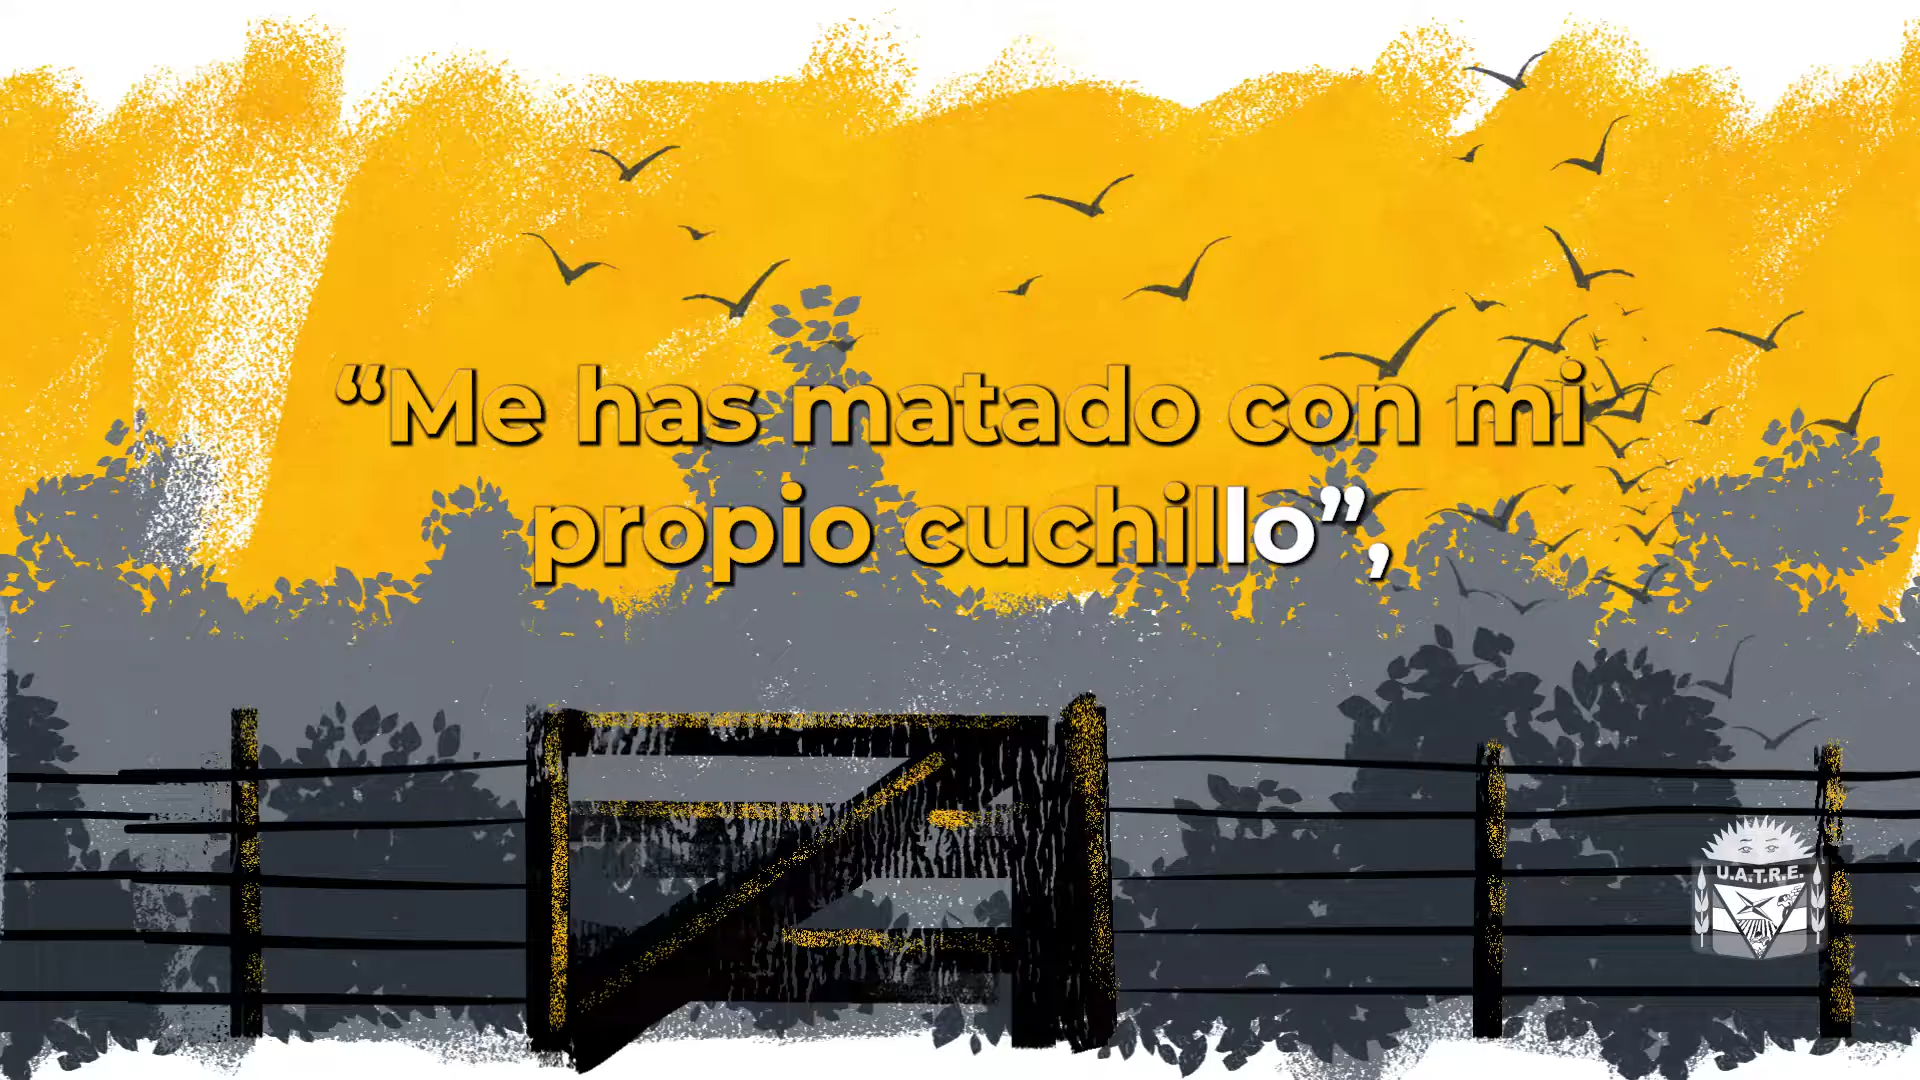 “Me has matado con mi
propio cuchillo”,
U.A.T.R.E.